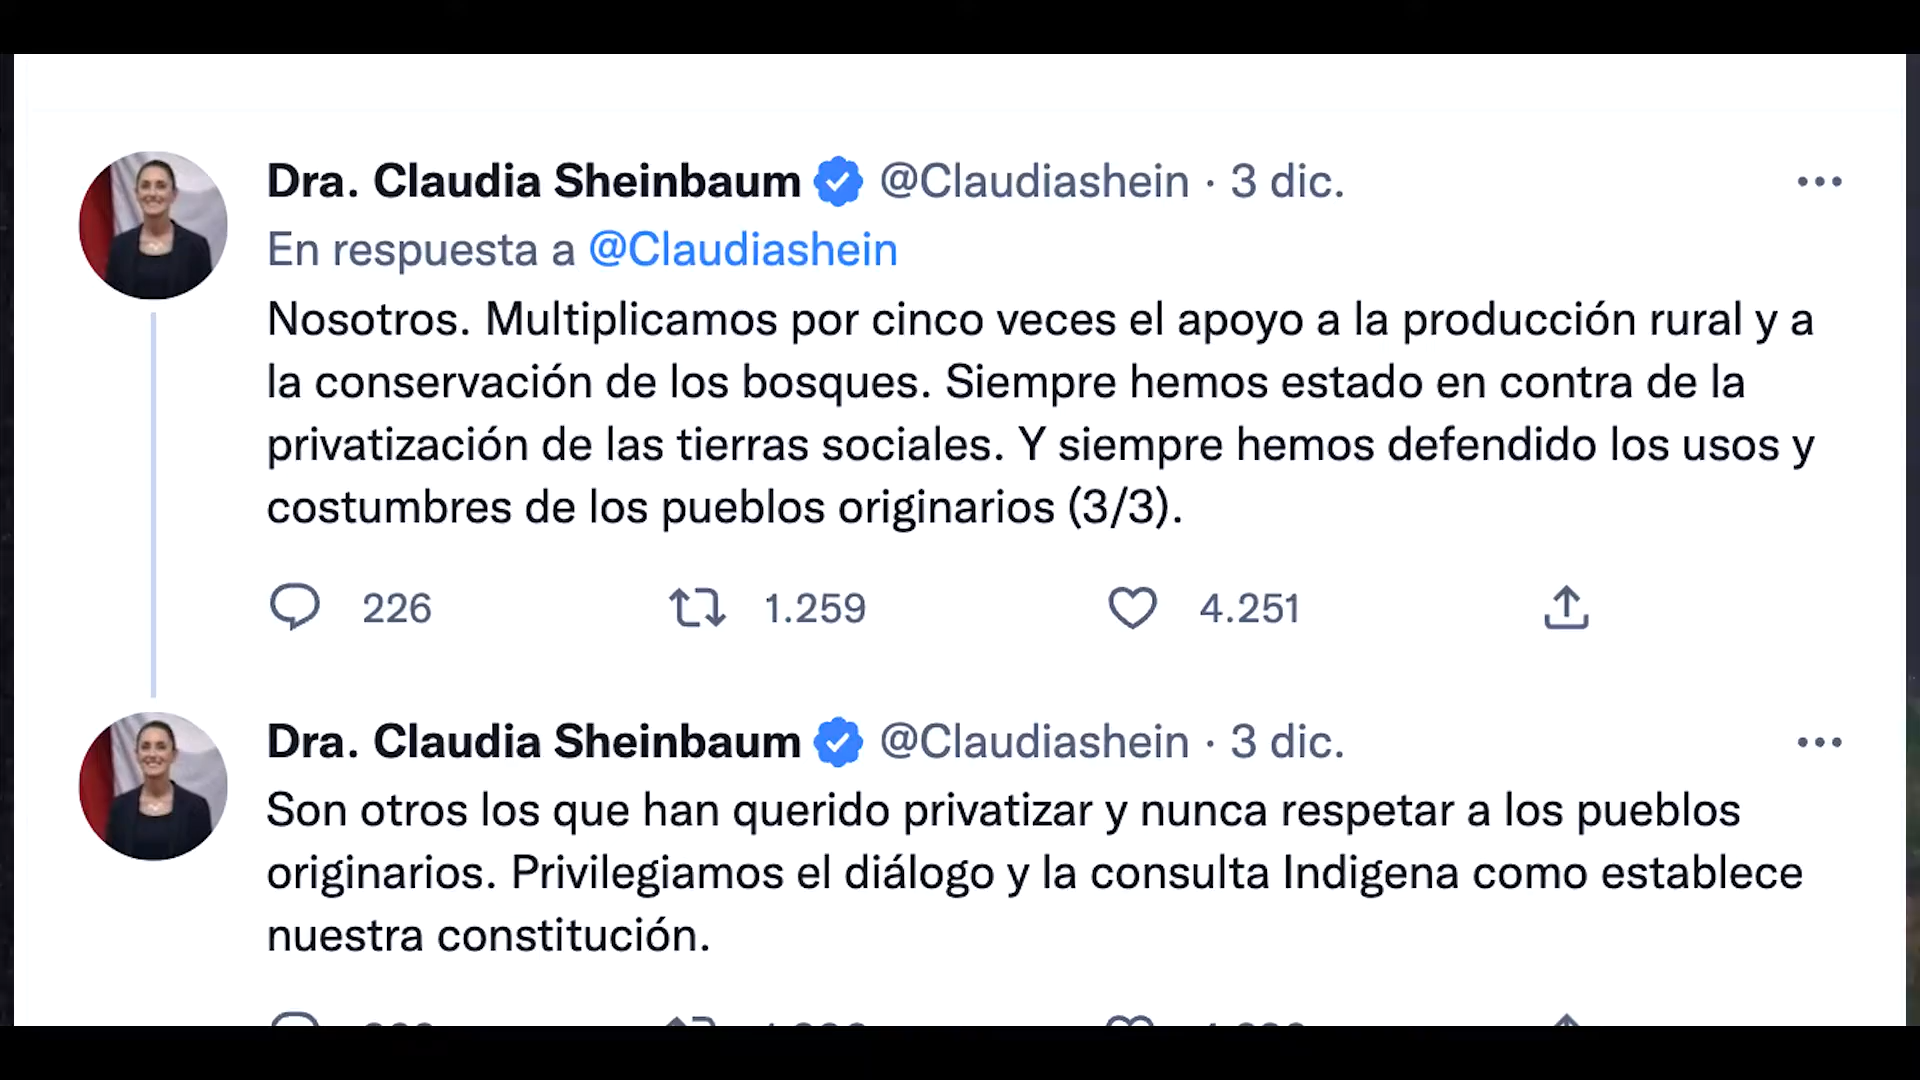 Dra. Claudia Sheinbaum @Claudiashein · 3 dic.
En respuesta a @Claudiashein
Nosotros. Multiplicamos por cinco veces el apoyo a la producción rural y a
la conservación de los bosques. Siempre hemos estado en contra de la
privatización de las tierras sociales. Y siempre hemos defendido los usos y
costumbres de los pueblos originarios (3/3).
226 1.259 4.251
Dra. Claudia Sheinbaum @Claudiashein · 3 dic.
Son otros los que han querido privatizar y nunca respetar a los pueblos
originarios. Privilegiamos el diálogo y la consulta Indigena como establece
nuestra constitución.